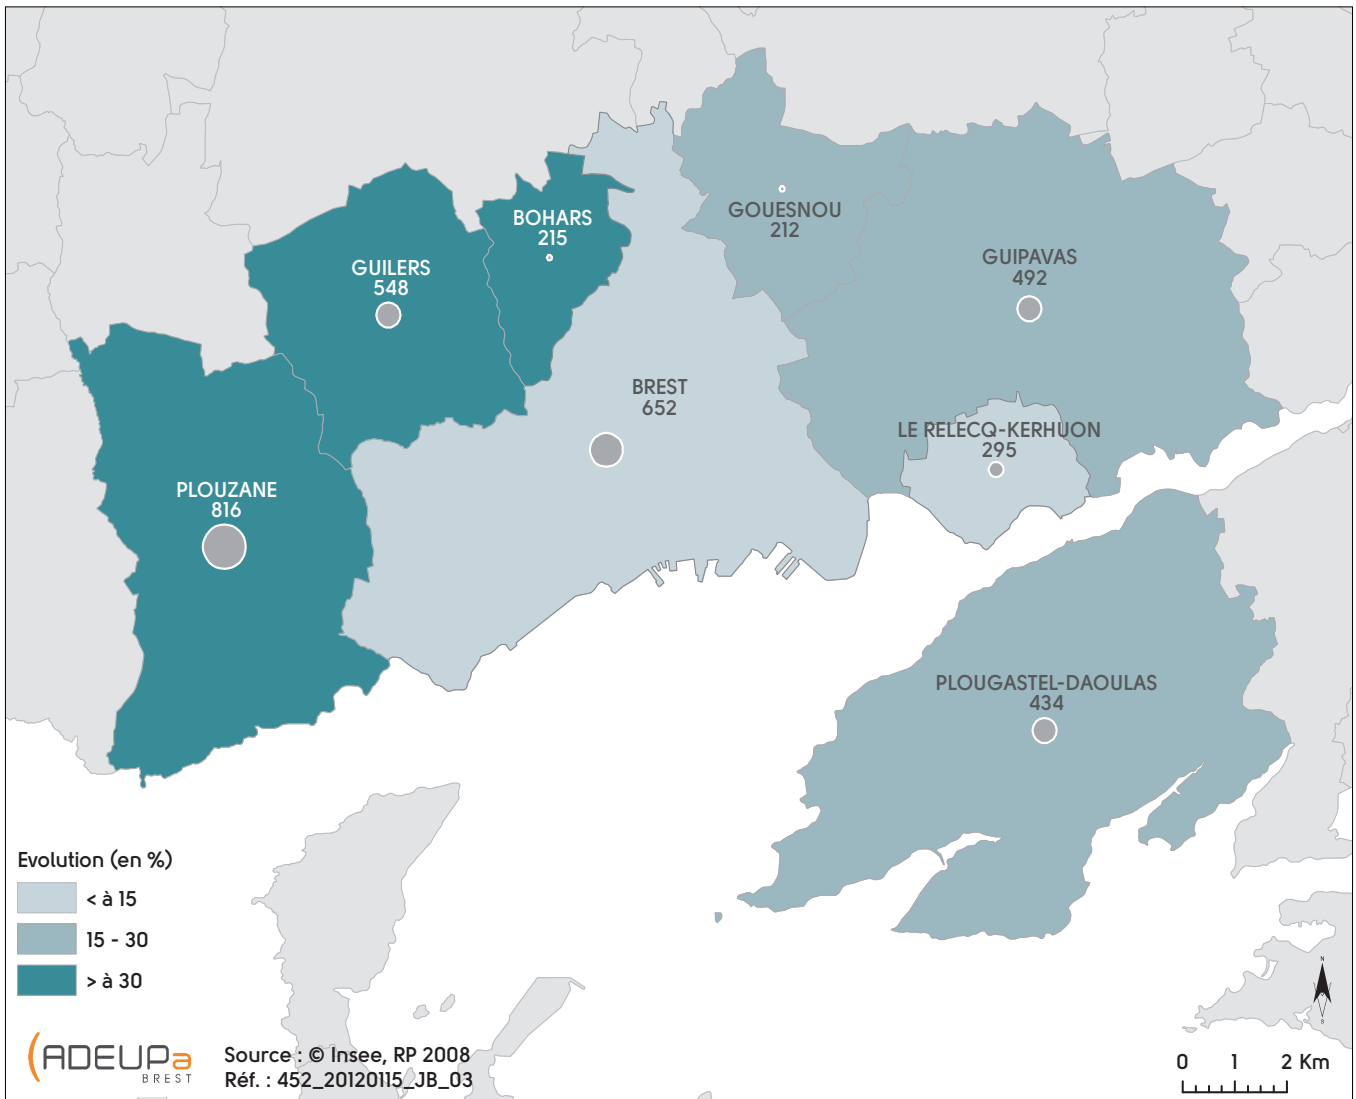 BOHARS
215
GOUESNOU
212
GUILERS
548
GUIPAVAS
492
BREST
652
LE RELECQ-KERHUON
295
PLOUZANE
816
PLOUGASTEL-DAOULAS
434
Evolution (en %)
< à 15
15 - 30
> à 30
N
S
ADEUPa
BREST
Source : © Insee, RP 2008
Réf. : 452_20120115_JB_03
0 1 2 Km